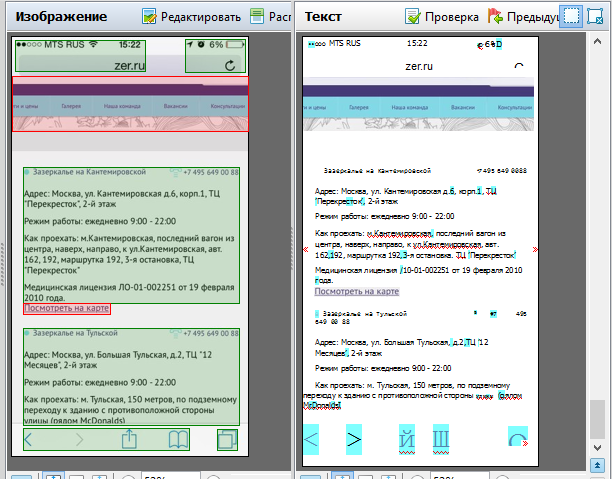 Изображение
Редактировать
Расп
Текст
Проверка
Предыду
MTS RUS
15:22
6%
zer.ru
ги и цены
Галерея
Наша команда
Вакансии
Консультации
Зазеркалье на Кантемировской
+7 495 649 00 88
Адрес: Москва, ул. Кантемировская д.6, корп.1, ТЦ
"Перекресток", 2-й этаж
Режим работы: ежедневно 9:00 - 22:00
Как проехать: м.Кантемировская, последний вагон из
центра, наверх, направо, к ул.Кантемировская, авт.
162, 192, маршрутка 192, 3-я остановка, ТЦ
"Перекресток"
Медицинская лицензия ЛО-01-002251 от 19 февраля
2010 года.
Посмотреть на карте
Зазеркалье на Тульской
+7 495 649 00 88
Адрес: Москва, ул. Большая Тульская, д.2, ТЦ "12
Месяцев", 2-й этаж
Режим работы: ежедневно 9:00 - 22:00
Как проехать: м. Тульская, 150 метров, по подземному
переходу к зданию с противоположной стороны
улицы (рядом McDonalds)
MTS RUS
15:22
zer.ru
ги и цены
Галерея
Наша команда
Вакансии
Консультации
Зазеркалье на Кантемировской
+7 495 649 0088
Адрес: Москва, ул. Кантемировская д.6, корп.1, ТЦ
"Перекресток", 2-й этаж
Режим работы: ежедневно 9:00 - 22:00
Как проехать: м.Кантемировская, последний вагон из
центра, наверх, направо, к ул.Кантемировская, авт.
162,192, маршрутка 192,3-я остановка. ТЦ "Перекресток"
Медицинская лицензия /10-01-002251 от 19 февраля 2010
года.
Посмотреть на карте
Зазеркалье на Тульской
+7 495
649 00 88
Адрес: Москва, ул. Большая Тульская, д.2,ТЦ "12
Месяцев", 2-й этаж
Как проехать: м. Тульская, 150 метров, по подземному
переходу к зданию с противоположной стороны улиц (рядом
McDonalds)
< > Й Ш